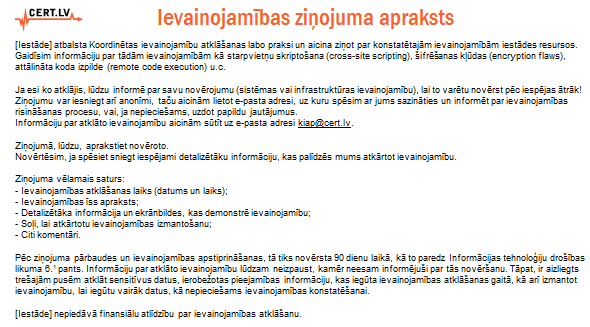 CERT.LV
Ievainojamības ziņojuma apraksts
[Iestāde] atbalsta Koordinētas ievainojamību atklāšanas labo praksi un aicina ziņot par konstatētajām ievainojamībām iestādes resursos.
Gaidīsim informāciju par tādām ievainojamībām kā starpvietņu skriptošana (cross-site scripting), šifrēšanas kļūdas (encryption flaws),
attālināta koda izpilde (remote code execution) u.c.
Ja esi ko atklājis, lūdzu informē par savu novērojumu (sistēmas vai infrastruktūras ievainojamību), lai to varētu novērst pēc iespējas ātrāk!
Ziņojumu var iesniegt arī anonīmi, taču aicinām lietot e-pasta adresi, uz kuru spēsim ar jums sazināties un informēt par ievainojamības
risināšanas procesu, vai, ja nepieciešams, uzdot papildu jautājumus.
Informāciju par atklāto ievainojamību aicinām sūtīt uz e-pasta adresi kiap@cert.lv.
Ziņojumā, lūdzu, aprakstiet novēroto.
Novērtēsim, ja spēsiet sniegt iespējami detalizētāku informāciju, kas palīdzēs mums atkārtot ievainojamību.
Ziņojuma vēlamais saturs:
- Ievainojamības atklāšanas laiks (datums un laiks);
- Ievainojamības īss apraksts;
- Detalizētāka informācija un ekrānbildes, kas demonstrē ievainojamību;
- Soļi, lai atkārtotu ievainojamības izmantošanu;
- Citi komentāri.
Pēc ziņojuma pārbaudes un ievainojamības apstiprināšanas, tā tiks novērsta 90 dienu laikā, kā to paredz Informācijas tehnoloģiju drošības
likuma 6.¹ pants. Informāciju par atklāto ievainojamību lūdzam neizpaust, kamēr neesam informējuši par tās novēršanu. Tāpat, ir aizliegts
trešajām pusēm atklāt sensitīvus datus, ierobežotas pieejamības informāciju, kas iegūta ievainojamības atklāšanas gaitā, kā arī izmantot
ievainojamību, lai iegūtu vairāk datus, kā nepieciešams ievainojamības konstatēšanai.
[Iestāde] nepiedāvā finansiālu atlīdzību par ievainojamības atklāšanu.